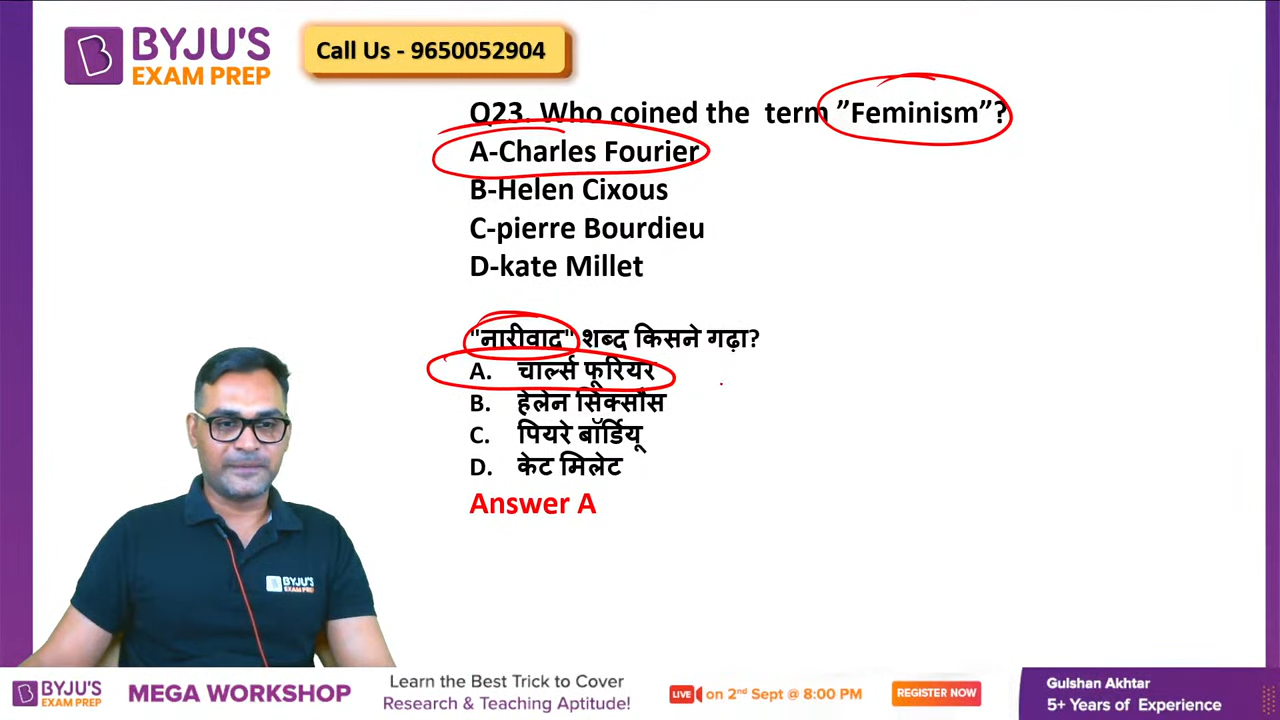 BYJU'S
EXAM PREP
Call Us - 9650052904
Q23. Who coined the term ”Feminism”?
A-Charles Fourier
B-Helen Cixous
C-pierre Bourdieu
D-kate Millet
"नारीवाद" शब्द किसने गढ़ा?
A. चार्ल्स फूरियर
B. हेलेन सिक्सौस
C. पियरे बॉर्डियू
D. केट मिलेट
Answer A
BYJU'S
EXAM PREP
BYJU'S
EXAM PREP
MEGA WORKSHOP
Learn the Best Trick to Cover
Research & Teaching Aptitude!
LIVE on 2nd Sept @ 8:00 PM
REGISTER NOW
Gulshan Akhtar
5+ Years of Experience